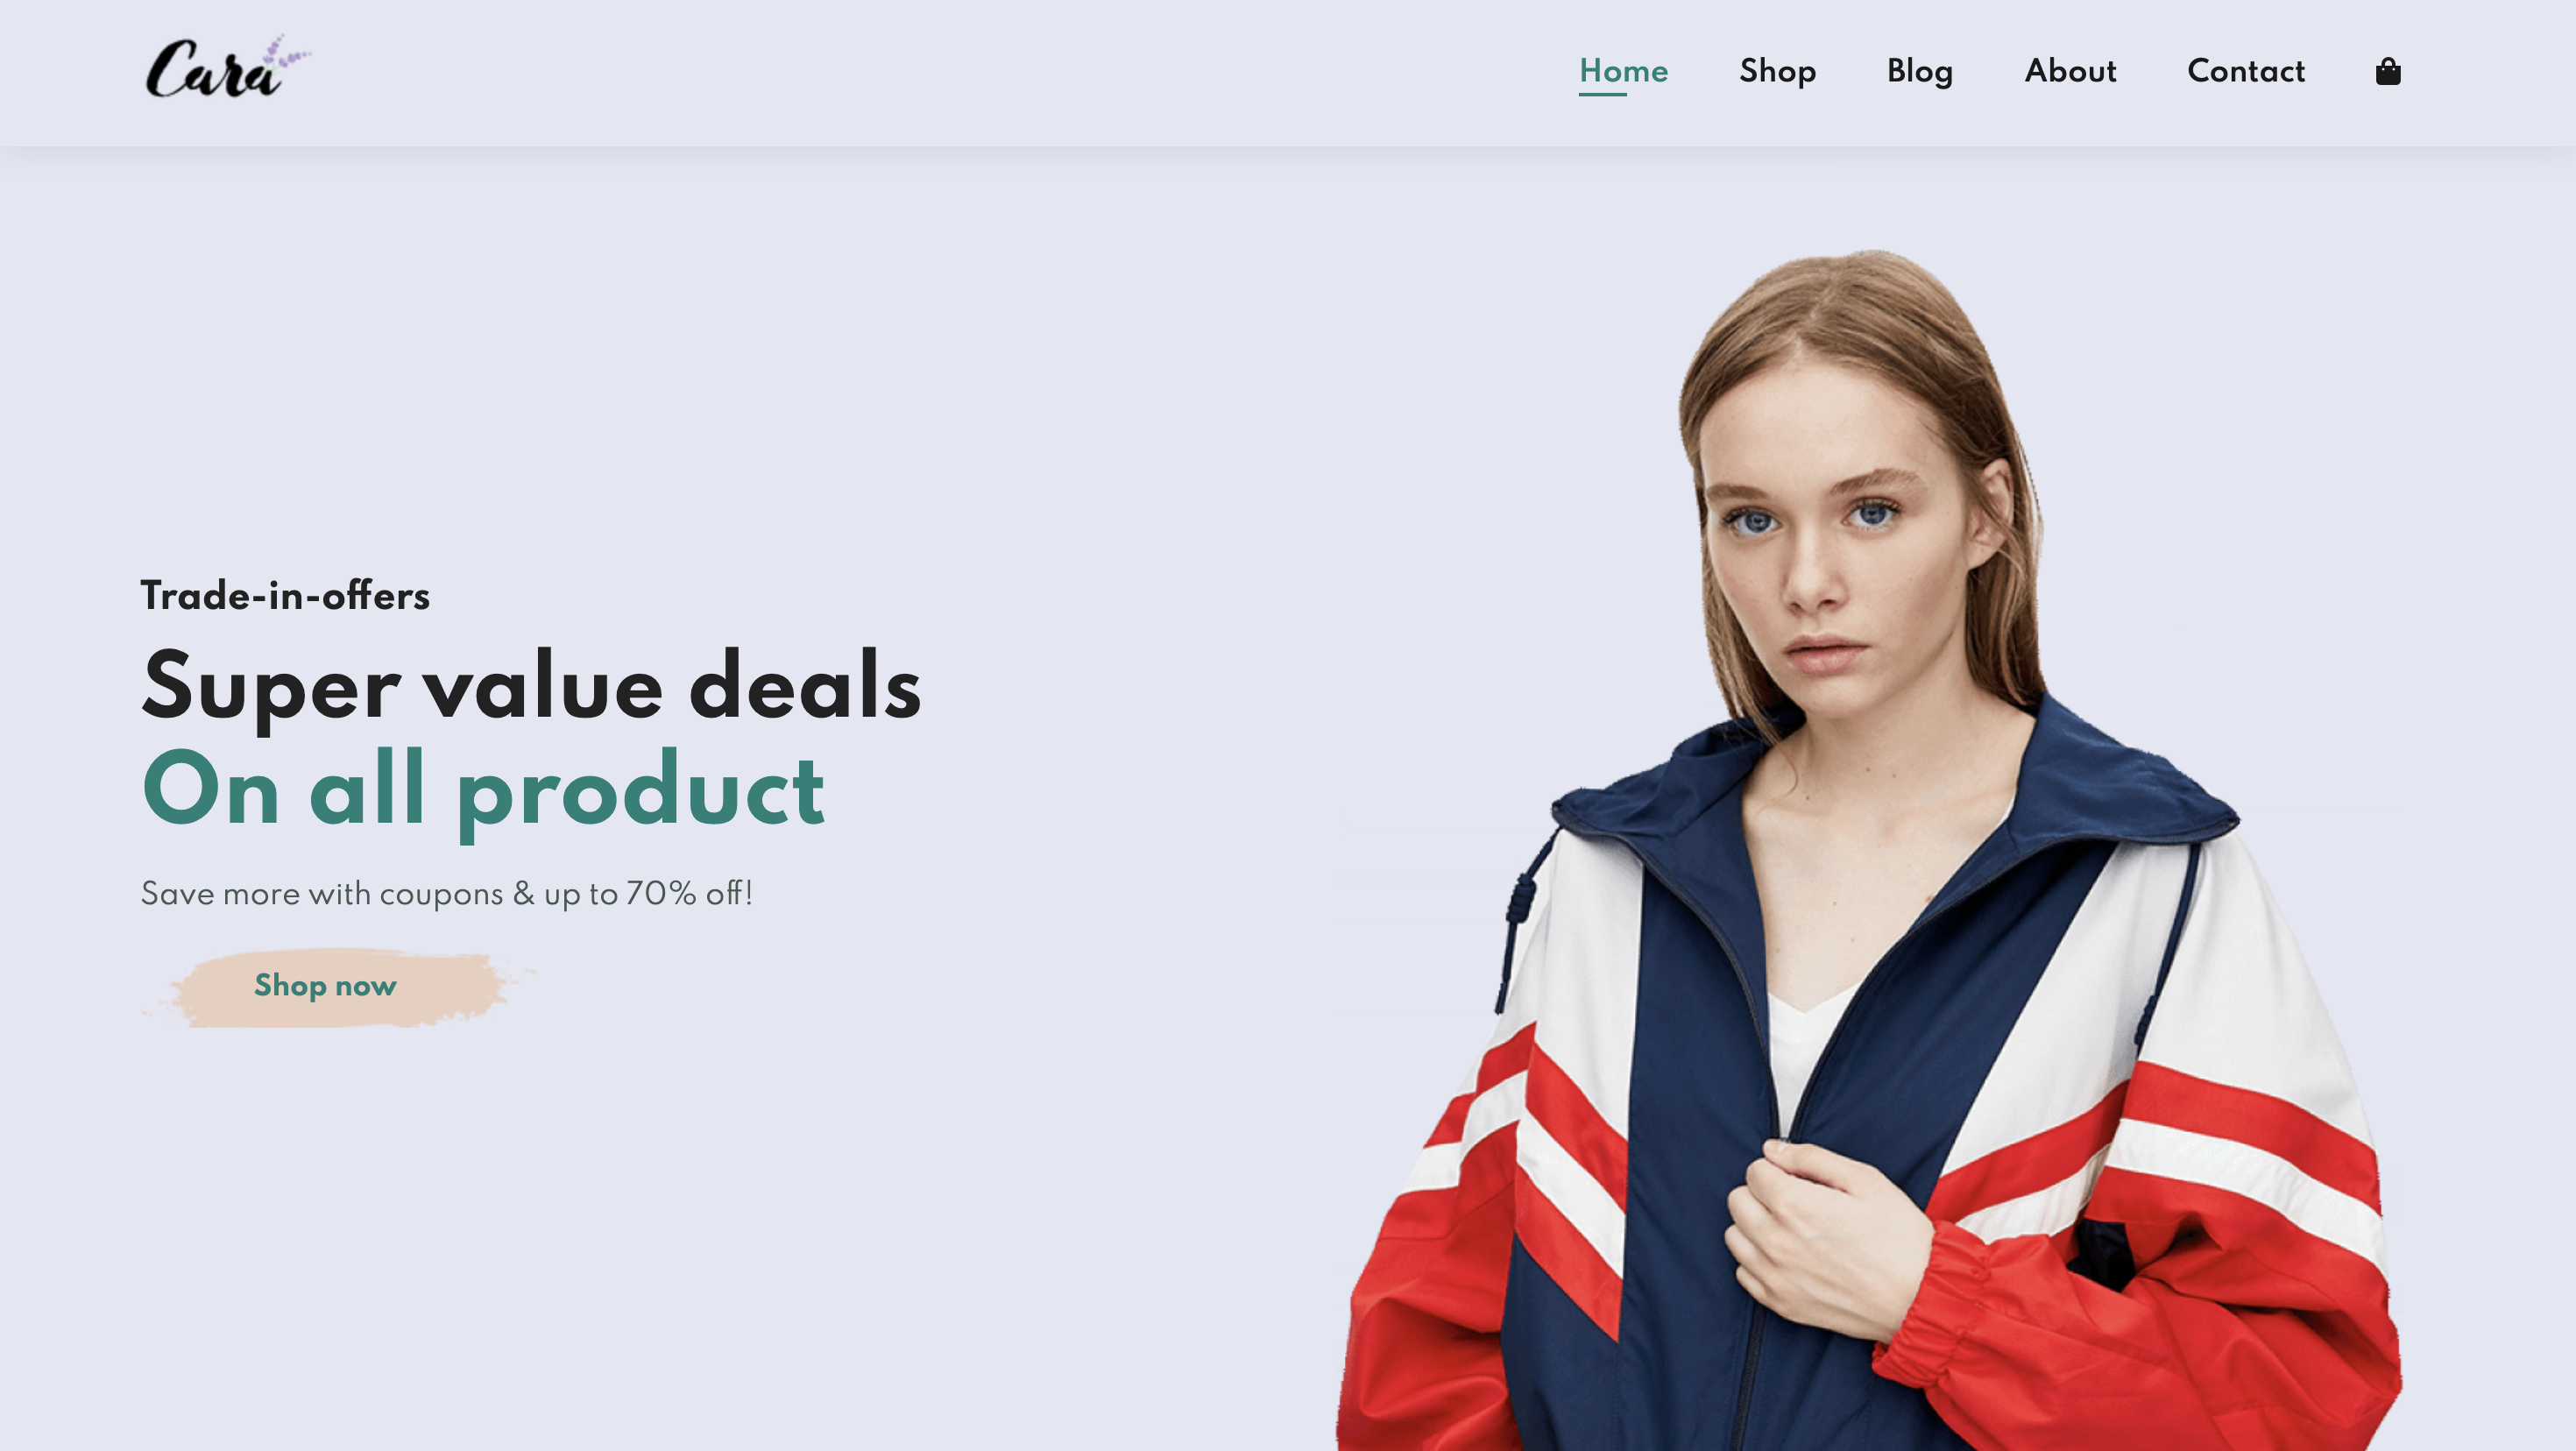 Cara
Home Shop Blog About Contact
Trade-in-offers
Super value deals
On all product
Save more with coupons & up to 70% off!
Shop now